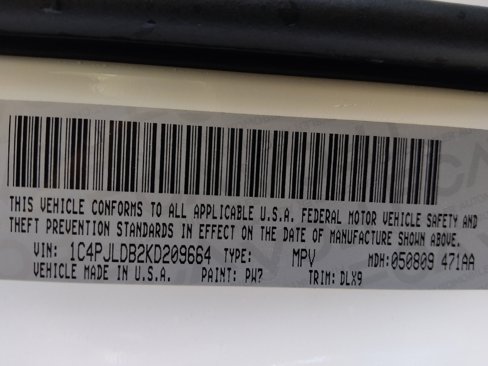 THIS VEHICLE CONFORMS TO ALL APPLICABLE U.S.A. FEDERAL MOTOR VEHICLE SAFETY AND
THEFT PREVENTION STANDARDS IN EFFECT ON THE DATE OF MANUFACTURE SHOWN ABOVE.
VIN: 1C4PJLDB2KD209664 TYPE: MPV MDH: 050809 471AA
VEHICLE MADE IN U.S.A. PAINT: PW7 TRIM: DLX9